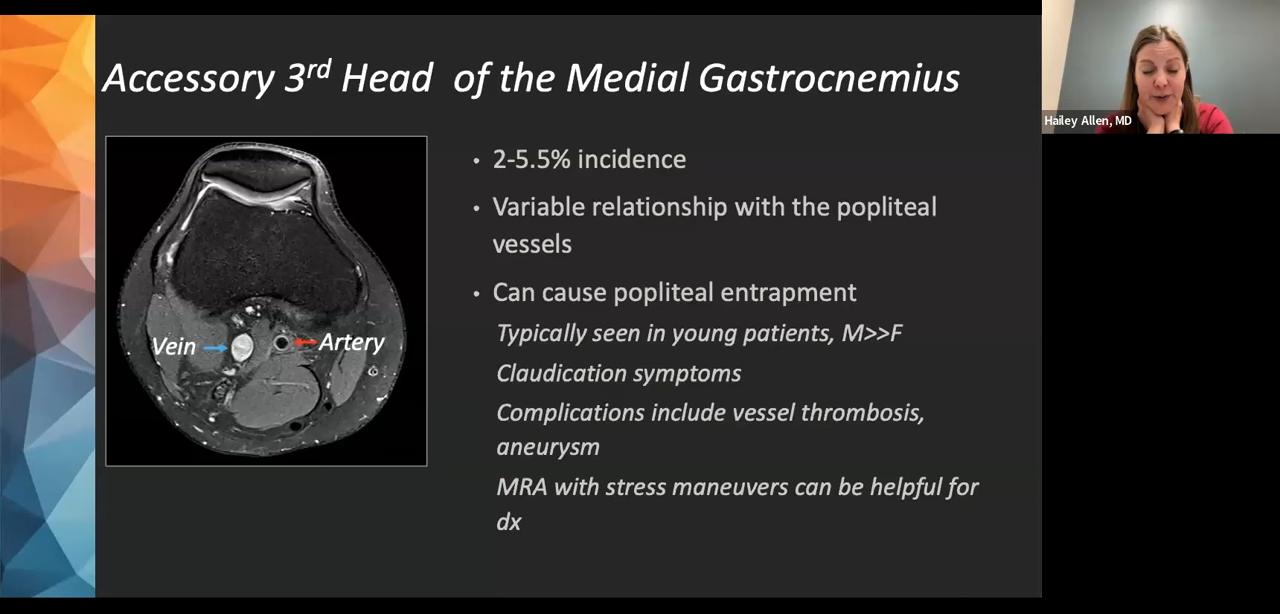 Accessory 3rd Head of the Medial Gastrocnemius
Hailey Allen, MD
• 2-5.5% incidence
• Variable relationship with the popliteal
vessels
• Can cause popliteal entrapment
Typically seen in young patients, M>>F
Claudication symptoms
Complications include vessel thrombosis,
aneurysm
MRA with stress maneuvers can be helpful for
dx
Vein
Artery